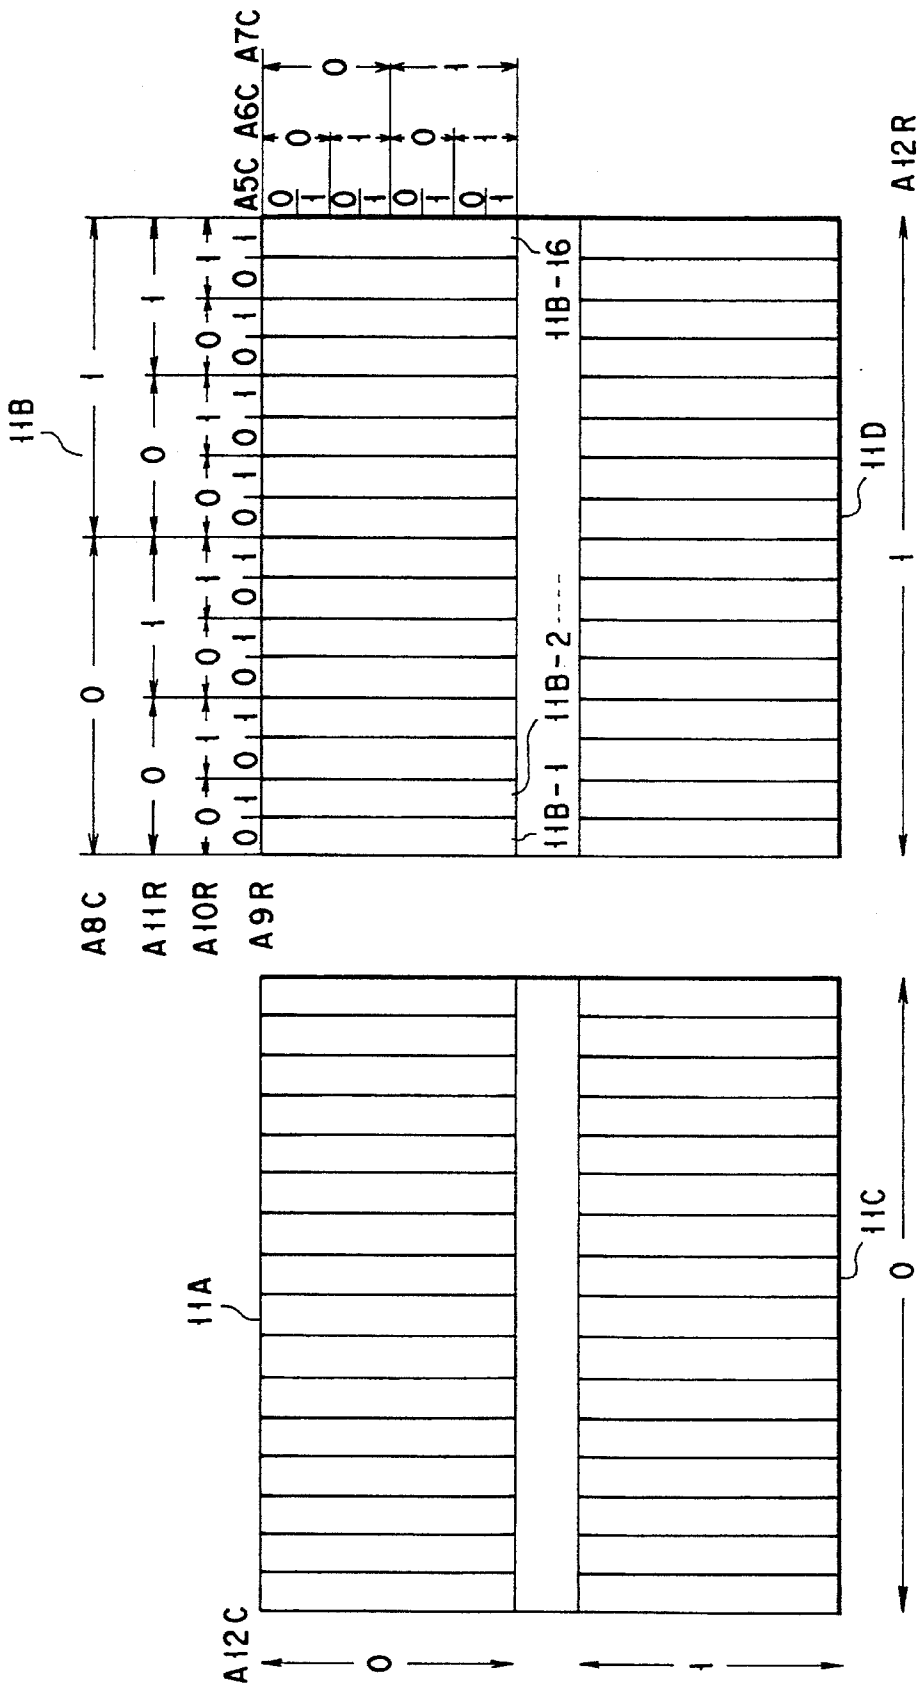 11B
A8C 0 1
A11R 0 1 0 1
A10R 0 1 0 1 0 1 0 1
A9R 0 1 0 1 0 1 0 1 0 1 0 1 0 1 0 1
A5C A6C A7C
0 1 0 1 0 1 0 1
0 1 0 1
0 1
11A
A12C
0
1
11B-1 11B-2 ----- 11B-16
11C
11D
0 1 A12R